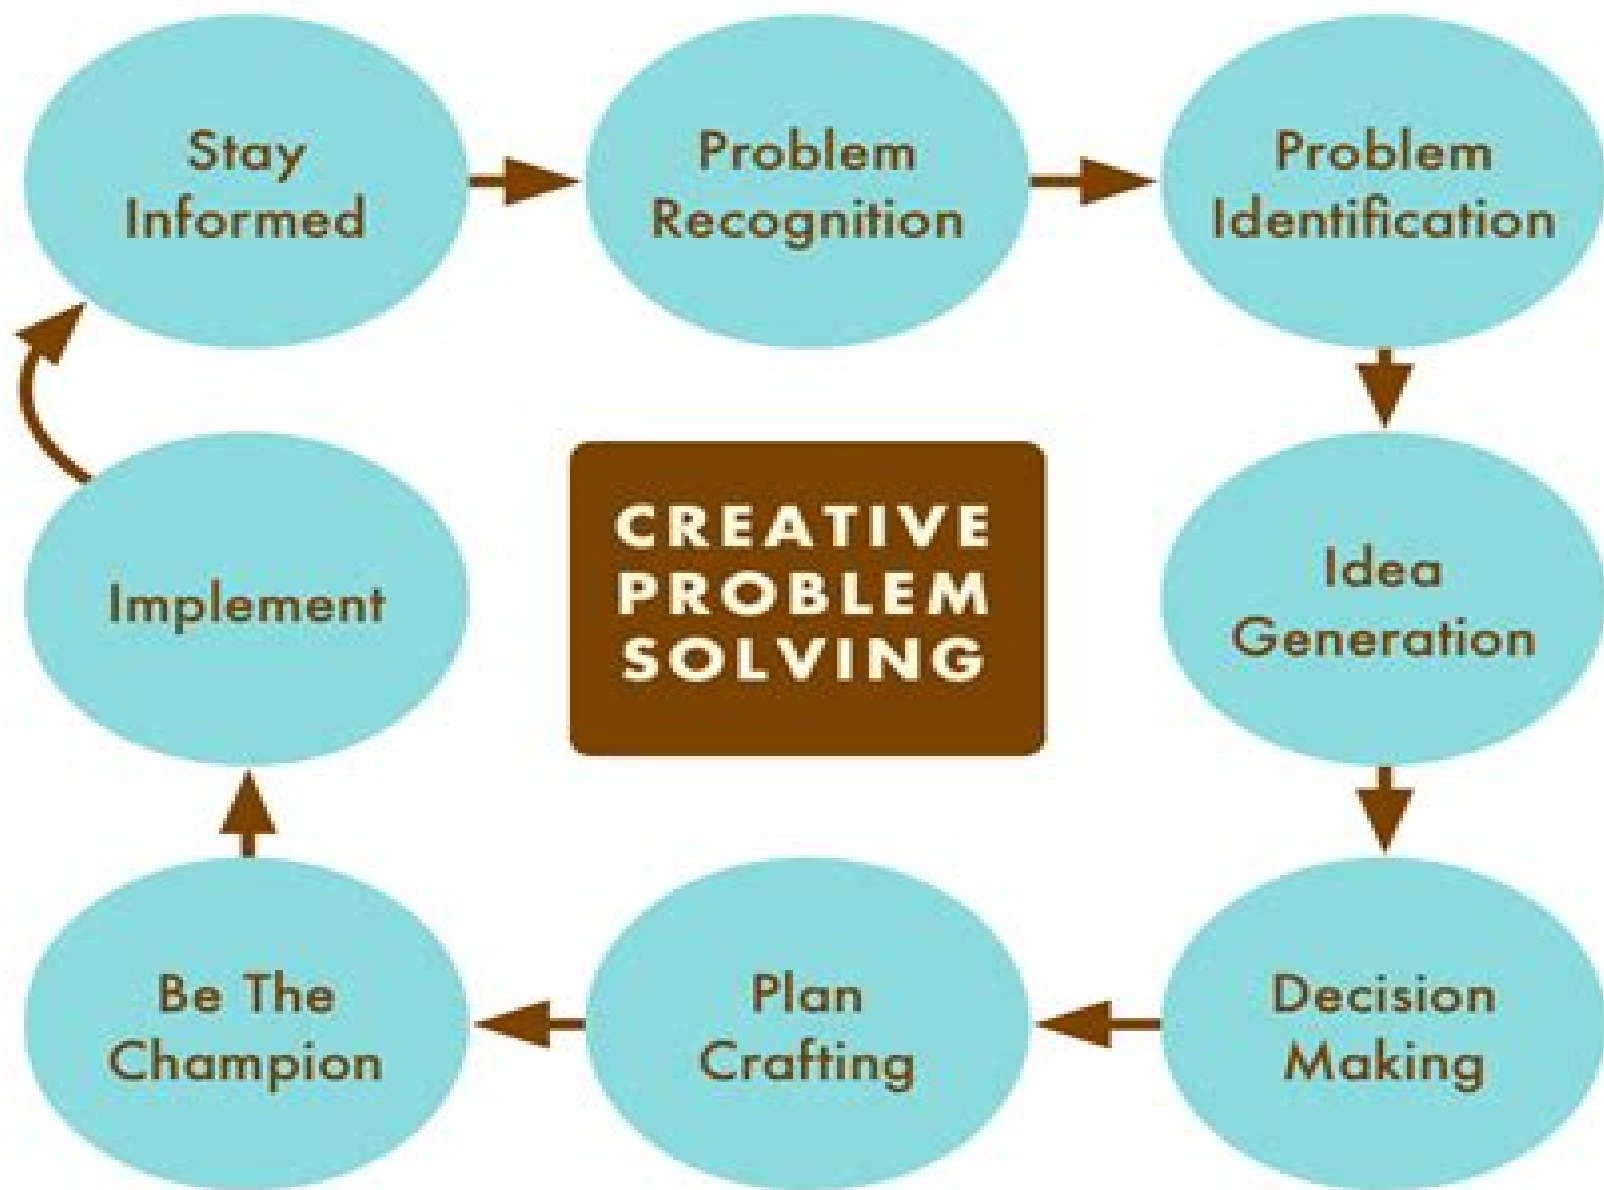 Stay
Informed
Problem
Recognition
Problem
Identification
Idea
Generation
Decision
Making
Plan
Crafting
Be The
Champion
Implement
CREATIVE
PROBLEM
SOLVING